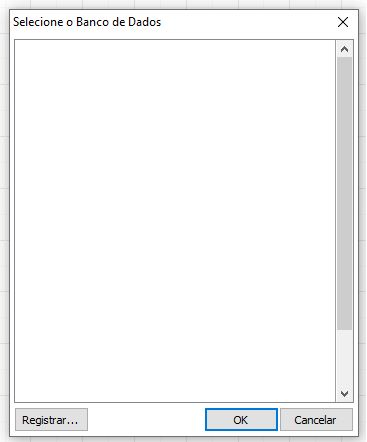 Selecione o Banco de Dados
Registrar...
OK
Cancelar